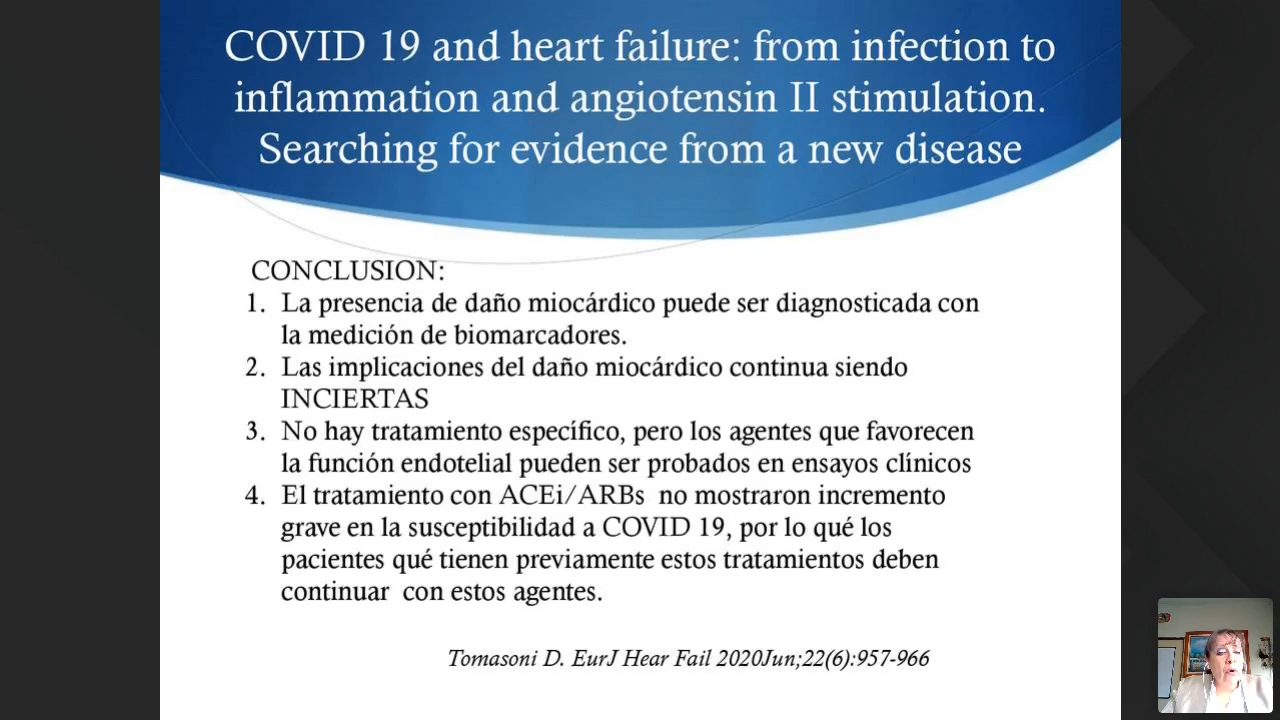 COVID 19 and heart failure: from infection to
inflammation and angiotensin II stimulation.
Searching for evidence from a new disease
CONCLUSION:
1. La presencia de daño miocárdico puede ser diagnosticada con
la medición de biomarcadores.
2. Las implicaciones del daño miocárdico continua siendo
INCIERTAS
3. No hay tratamiento específico, pero los agentes que favorecen
la función endotelial pueden ser probados en ensayos clínicos
4. El tratamiento con ACEi/ARBs no mostraron incremento
grave en la susceptibilidad a COVID 19, por lo qué los
pacientes qué tienen previamente estos tratamientos deben
continuar con estos agentes.
Tomasoni D. EurJ Hear Fail 2020Jun;22(6):957-966